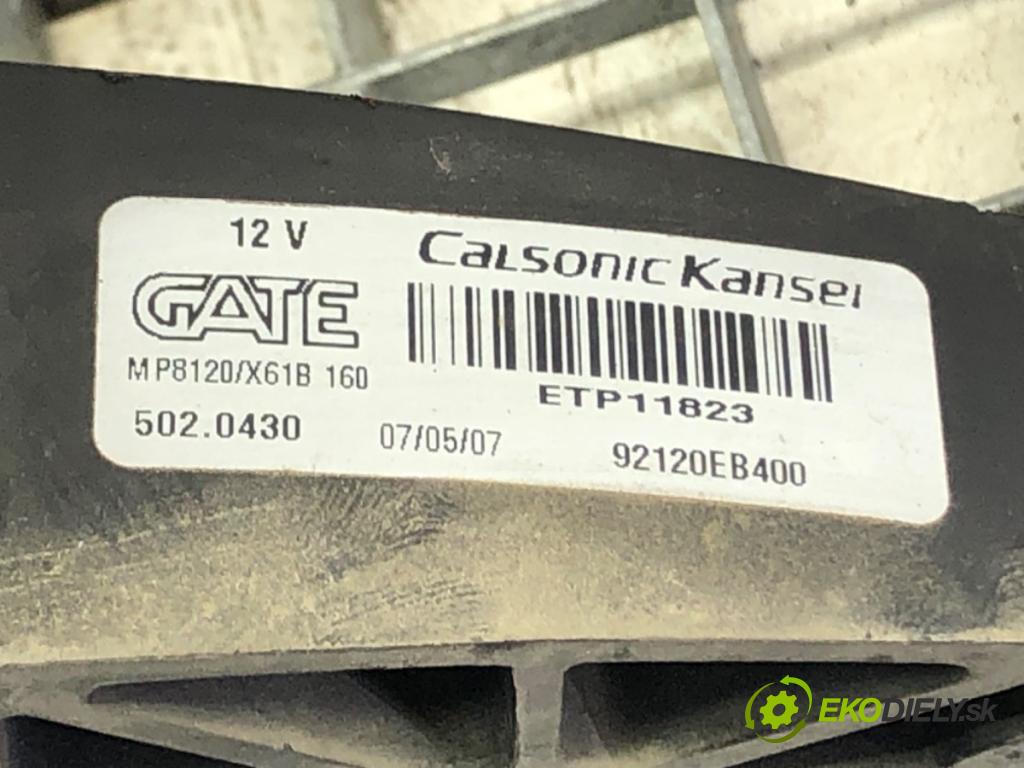 12 V
CALSONIC KANSEI
GATE
MP8120/X61B 160
ETP11823
502.0430
07/05/07
92120EB400
EKODIELY.sk